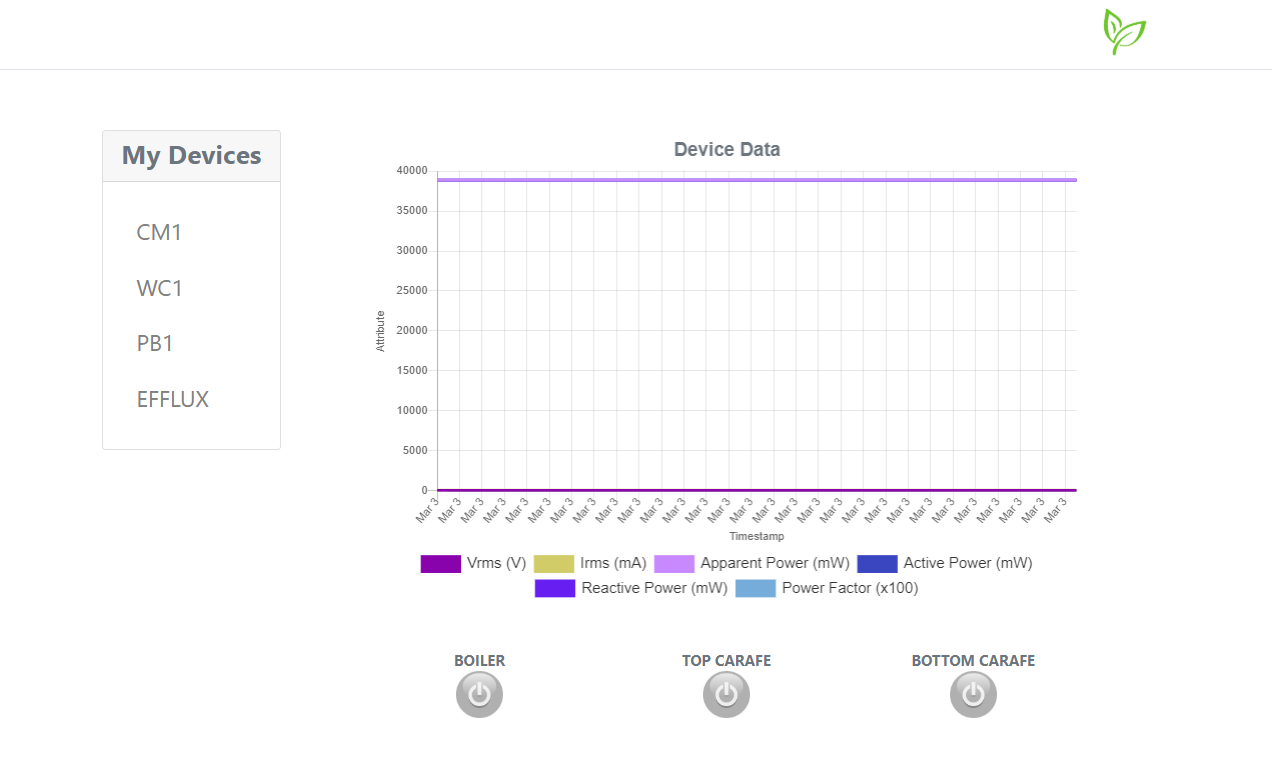 My Devices
CM1
WC1
PB1
EFFLUX
Device Data
40000
35000
30000
25000
20000
15000
10000
5000
0
Attribute
Mar 3 Mar 3 Mar 3 Mar 3 Mar 3 Mar 3 Mar 3 Mar 3 Mar 3 Mar 3 Mar 3 Mar 3 Mar 3 Mar 3 Mar 3 Mar 3 Mar 3 Mar 3 Mar 3 Mar 3 Mar 3 Mar 3 Mar 3 Mar 3 Mar 3 Mar 3 Mar 3 Mar 3 Mar 3
Timestamp
Vrms (V) Irms (mA) Apparent Power (mW) Active Power (mW)
Reactive Power (mW) Power Factor (x100)
BOILER TOP CARAFE BOTTOM CARAFE